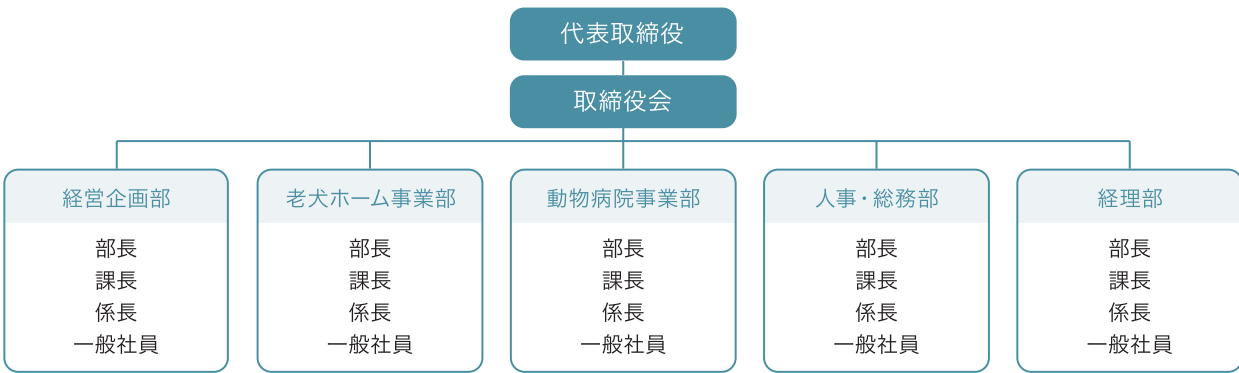 代表取締役
取締役会
経営企画部
部長
課長
係長
一般社員
老犬ホーム事業部
部長
課長
係長
一般社員
動物病院事業部
部長
課長
係長
一般社員
人事・総務部
部長
課長
係長
一般社員
経理部
部長
課長
係長
一般社員